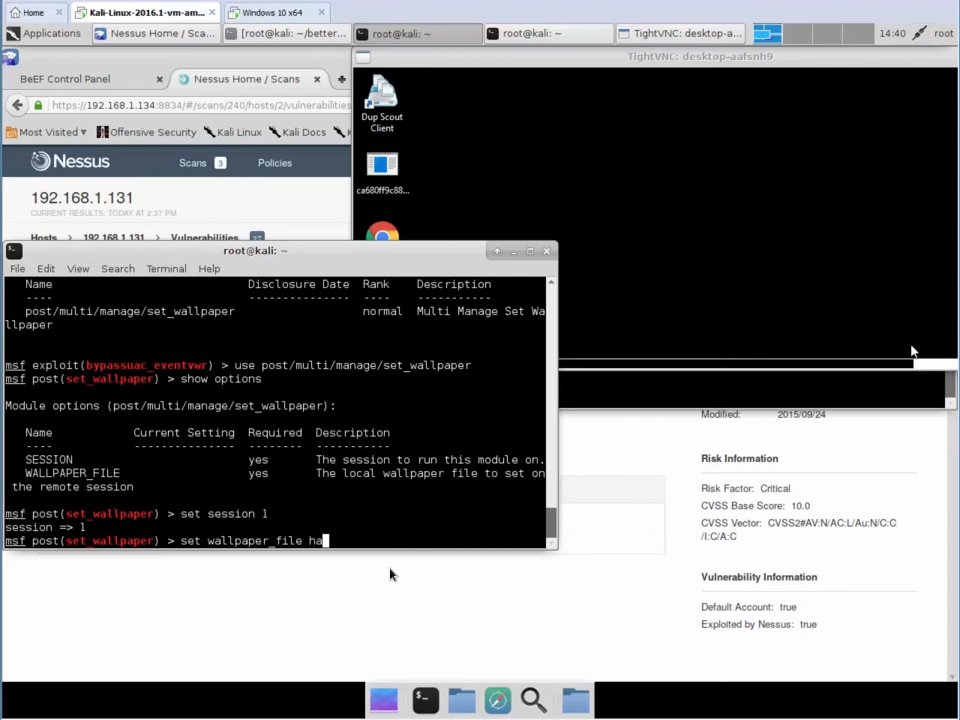 Home
Kali-Linux-2016.1-vm-am...
Windows 10 x64
Applications
Nessus Home / Sca...
[root@kali: ~/better...
root@kali: ~
root@kali: ~
TightVNC: desktop-a...
14:40
root
TightVNC: desktop-aafsnh9
BeEF Control Panel
Nessus Home / Scans
https://192.168.1.134:8834/#/scans/240/hosts/2/vulnerabilities
Most Visited
Offensive Security
Kali Linux
Kali Docs
Dup Scout
Client
ca680ff9c88...
Nessus
Scans 3
Policies
192.168.1.131
CURRENT RESULTS: TODAY AT 2:37 PM
Hosts > 192.168.1.131 > Vulnerabilities
root@kali: ~
File Edit View Search Terminal Help
Name Disclosure Date Rank Description
---- --------------- ---- -----------
post/multi/manage/set_wallpaper normal Multi Manage Set Wa
llpaper
msf exploit(bypassuac_eventvwr) > use post/multi/manage/set_wallpaper
msf post(set_wallpaper) > show options
Module options (post/multi/manage/set_wallpaper):
Name Current Setting Required Description
---- --------------- -------- -----------
SESSION yes The session to run this module on.
WALLPAPER_FILE yes The local wallpaper file to set on
the remote session
msf post(set_wallpaper) > set session 1
session => 1
msf post(set_wallpaper) > set wallpaper_file ha
Modified: 2015/09/24
Risk Information
Risk Factor: Critical
CVSS Base Score: 10.0
CVSS Vector: CVSS2#AV:N/AC:L/Au:N/C:C
/I:C/A:C
Vulnerability Information
Default Account: true
Exploited by Nessus: true